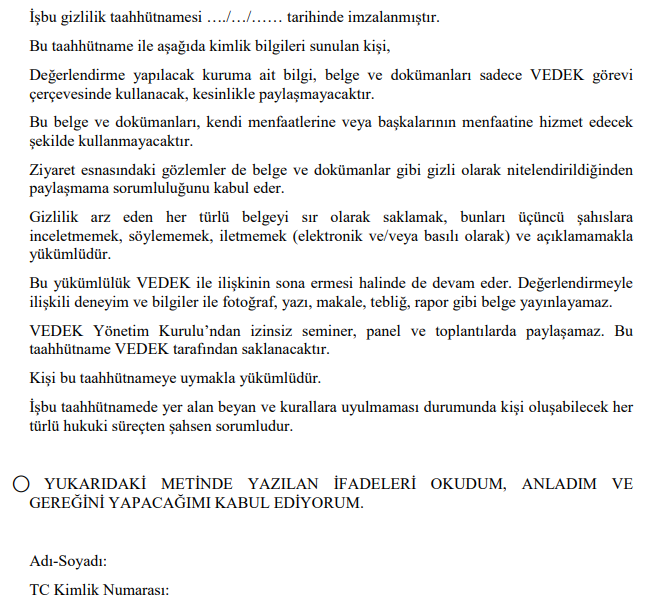 İşbu gizlilik taahhütnamesi …./…/…… tarihinde imzalanmıştır.
Bu taahhütname ile aşağıda kimlik bilgileri sunulan kişi,
Değerlendirme yapılacak kuruma ait bilgi, belge ve dokümanları sadece VEDEK görevi
çerçevesinde kullanacak, kesinlikle paylaşmayacaktır.
Bu belge ve dokümanları, kendi menfaatlerine veya başkalarının menfaatine hizmet edecek
şekilde kullanmayacaktır.
Ziyaret esnasındaki gözlemler de belge ve dokümanlar gibi gizli olarak nitelendirildiğinden
paylaşmama sorumluluğunu kabul eder.
Gizlilik arz eden her türlü belgeyi sır olarak saklamak, bunları üçüncü şahıslara
inceletmemek, söylememek, iletmemek (elektronik ve/veya basılı olarak) ve açıklamamakla
yükümlüdür.
Bu yükümlülük VEDEK ile ilişkinin sona ermesi halinde de devam eder. Değerlendirmeyle
ilişkili deneyim ve bilgiler ile fotoğraf, yazı, makale, tebliğ, rapor gibi belge yayınlayamaz.
VEDEK Yönetim Kurulu’ndan izinsiz seminer, panel ve toplantılarda paylaşamaz. Bu
taahhütname VEDEK tarafından saklanacaktır.
Kişi bu taahhütnameye uymakla yükümlüdür.
İşbu taahhütnamede yer alan beyan ve kurallara uyulmaması durumunda kişi oluşabilecek her
türlü hukuki süreçten şahsen sorumludur.
YUKARIDAKİ METİNDE YAZILAN İFADELERİ OKUDUM, ANLADIM VE
GEREĞİNİ YAPACAĞIMI KABUL EDİYORUM.
Adı-Soyadı:
TC Kimlik Numarası: